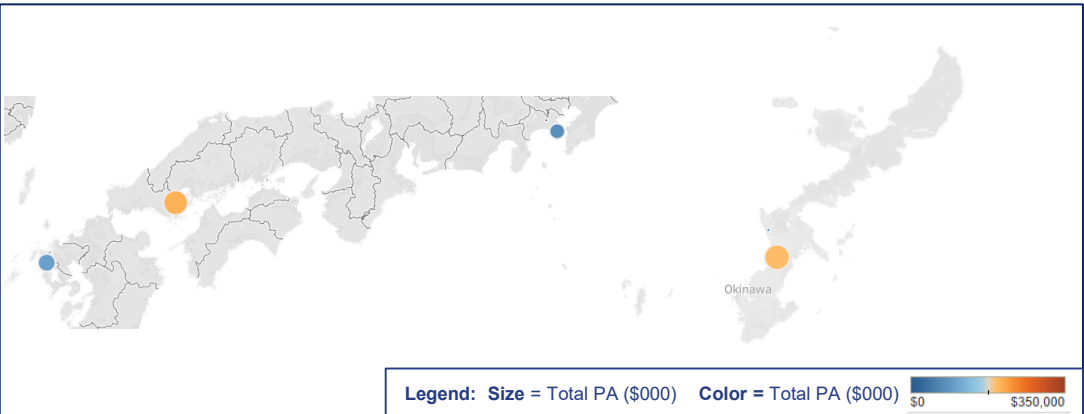 Okinawa
Legend: Size = Total PA ($000) Color = Total PA ($000)
$0 $350,000